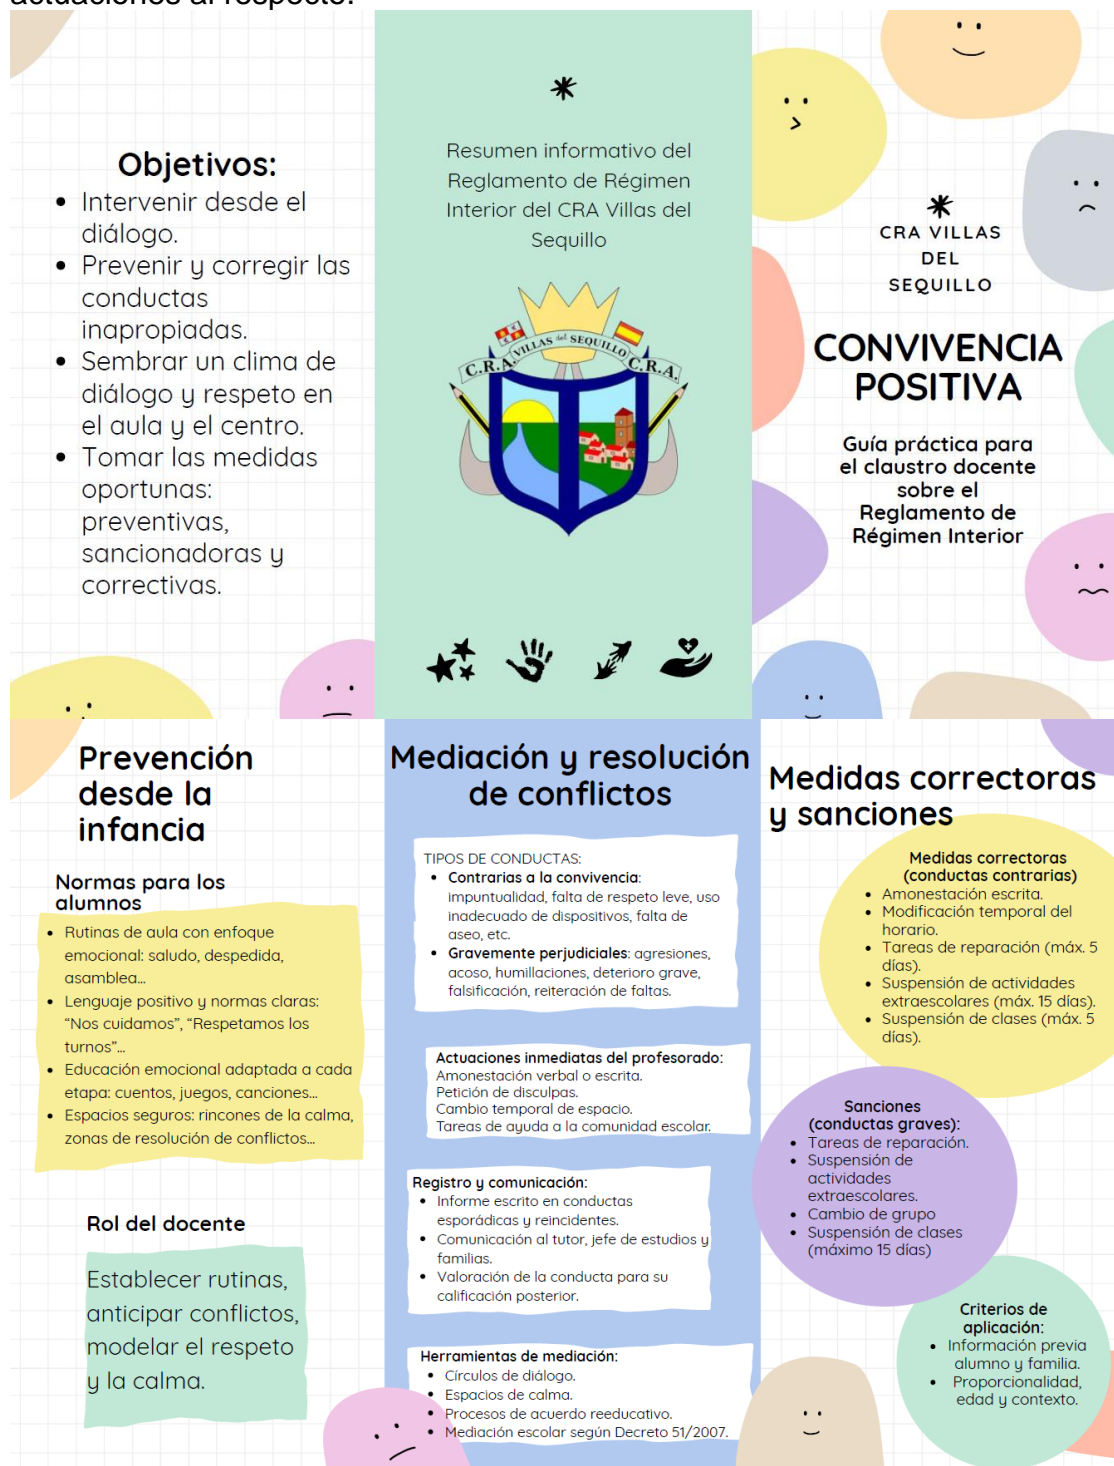 actuaciones al respecto.
Objetivos:
• Intervenir desde el
diálogo.
• Prevenir y corregir las
conductas
inapropiadas.
• Sembrar un clima de
diálogo y respeto en
el aula y el centro.
• Tomar las medidas
oportunas:
preventivas,
sancionadoras y
correctivas.
Resumen informativo del
Reglamento de Régimen
Interior del CRA Villas del
Sequillo
C.R.A. VILLAS del SEQUILLO C.R.A.
CRA VILLAS
DEL
SEQUILLO
CONVIVENCIA
POSITIVA
Guía práctica para
el claustro docente
sobre el
Reglamento de
Régimen Interior
Prevención
desde la
infancia
Normas para los
alumnos
• Rutinas de aula con enfoque
emocional: saludo, despedida,
asamblea...
• Lenguaje positivo y normas claras:
“Nos cuidamos”, “Respetamos los
turnos”...
• Educación emocional adaptada a cada
etapa: cuentos, juegos, canciones...
• Espacios seguros: rincones de la calma,
zonas de resolución de conflictos...
Rol del docente
Establecer rutinas,
anticipar conflictos,
modelar el respeto
y la calma.
Mediación y resolución
de conflictos
TIPOS DE CONDUCTAS:
• Contrarias a la convivencia:
impuntualidad, falta de respeto leve, uso
inadecuado de dispositivos, falta de
aseo, etc.
• Gravemente perjudiciales: agresiones,
acoso, humillaciones, deterioro grave,
falsificación, reiteración de faltas.
Actuaciones inmediatas del profesorado:
Amonestación verbal o escrita.
Petición de disculpas.
Cambio temporal de espacio.
Tareas de ayuda a la comunidad escolar.
Registro y comunicación:
• Informe escrito en conductas
esporádicas y reincidentes.
• Comunicación al tutor, jefe de estudios y
familias.
• Valoración de la conducta para su
calificación posterior.
Herramientas de mediación:
• Círculos de diálogo.
• Espacios de calma.
• Procesos de acuerdo reeducativo.
• Mediación escolar según Decreto 51/2007.
Medidas correctoras
y sanciones
Medidas correctoras
(conductas contrarias)
• Amonestación escrita.
• Modificación temporal del
horario.
• Tareas de reparación (máx. 5
días).
• Suspensión de actividades
extraescolares (máx. 15 días).
• Suspensión de clases (máx. 5
días).
Sanciones
(conductas graves):
• Tareas de reparación.
• Suspensión de
actividades
extraescolares.
• Cambio de grupo
• Suspensión de clases
(máximo 15 días)
Criterios de
aplicación:
• Información previa
alumno y familia.
• Proporcionalidad,
edad y contexto.